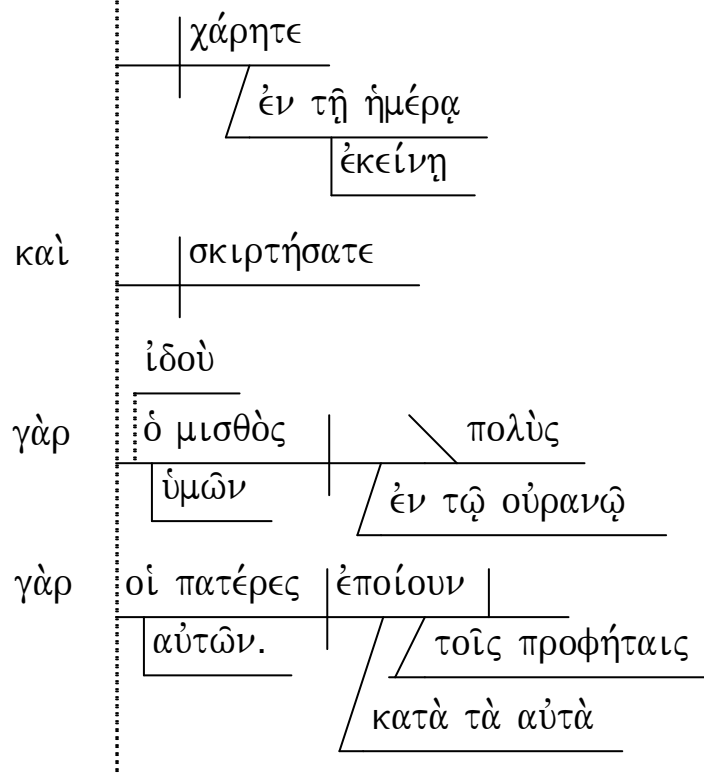 χάρητε
ἐν τῇ ἡμέρᾳ
ἐκείνῃ
καὶ σκιρτήσατε
ἰδοὺ
γὰρ ὁ μισθὸς πολὺς
ὑμῶν ἐν τῷ οὐρανῷ
γὰρ οἱ πατέρες ἐποίουν
αὐτῶν. τοῖς προφήταις
κατὰ τὰ αὐτὰ